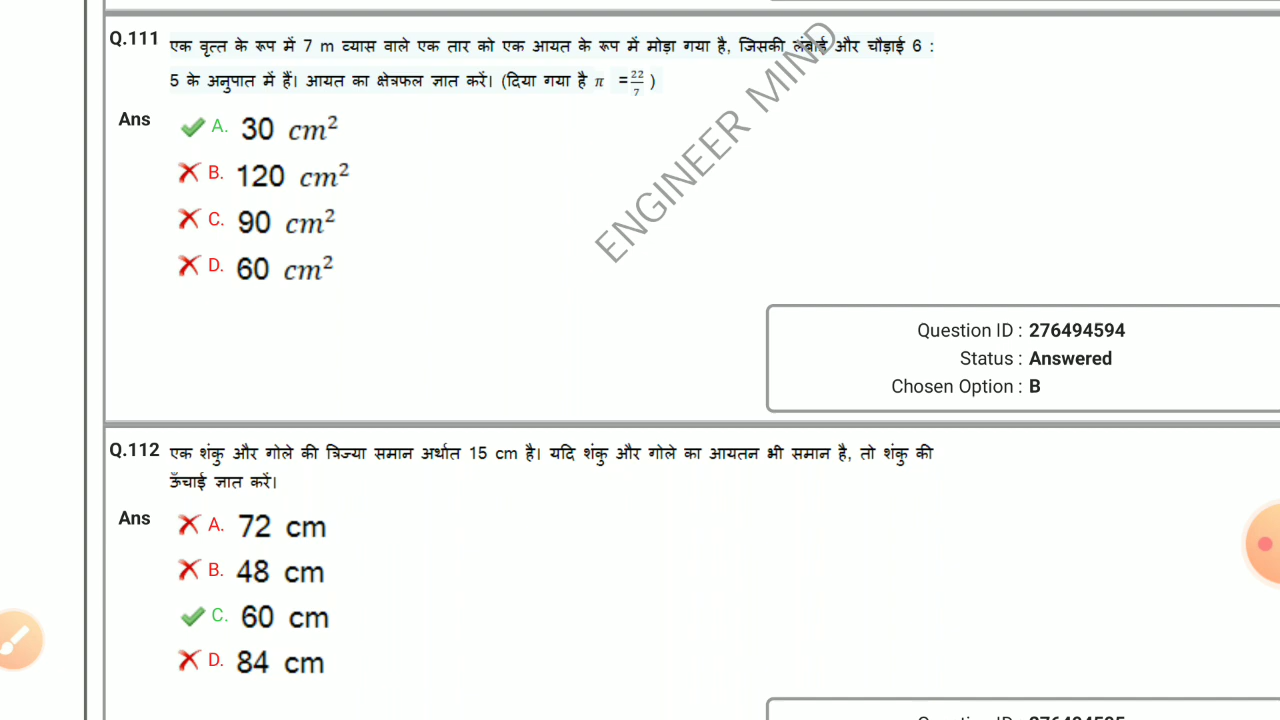 Q.111 एक वृत्त के रूप में 7 m व्यास वाले एक तार को एक आयत के रूप में मोड़ा गया है, जिसकी लंबाई और चौड़ाई 6 :
5 के अनुपात में हैं। आयत का क्षेत्रफल ज्ञात करें। (दिया गया है π =22/7 )
Ans A. 30 cm²
B. 120 cm²
C. 90 cm²
D. 60 cm²
ENGINEER MIND
Question ID : 276494594
Status : Answered
Chosen Option : B
Q.112 एक शंकु और गोले की त्रिज्या समान अर्थात 15 cm है। यदि शंकु और गोले का आयतन भी समान है, तो शंकु की
ऊँचाई ज्ञात करें।
Ans A. 72 cm
B. 48 cm
C. 60 cm
D. 84 cm